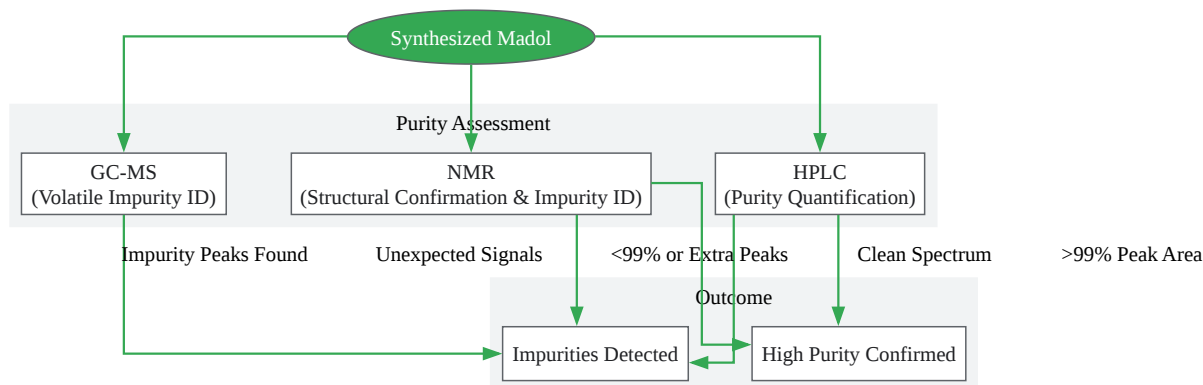 Synthesized Madol
Purity Assessment
GC-MS
(Volatile Impurity ID)
NMR
(Structural Confirmation & Impurity ID)
HPLC
(Purity Quantification)
Impurity Peaks Found
Unexpected Signals
<99% or Extra Peaks
Clean Spectrum
>99% Peak Area
Outcome
Impurities Detected
High Purity Confirmed